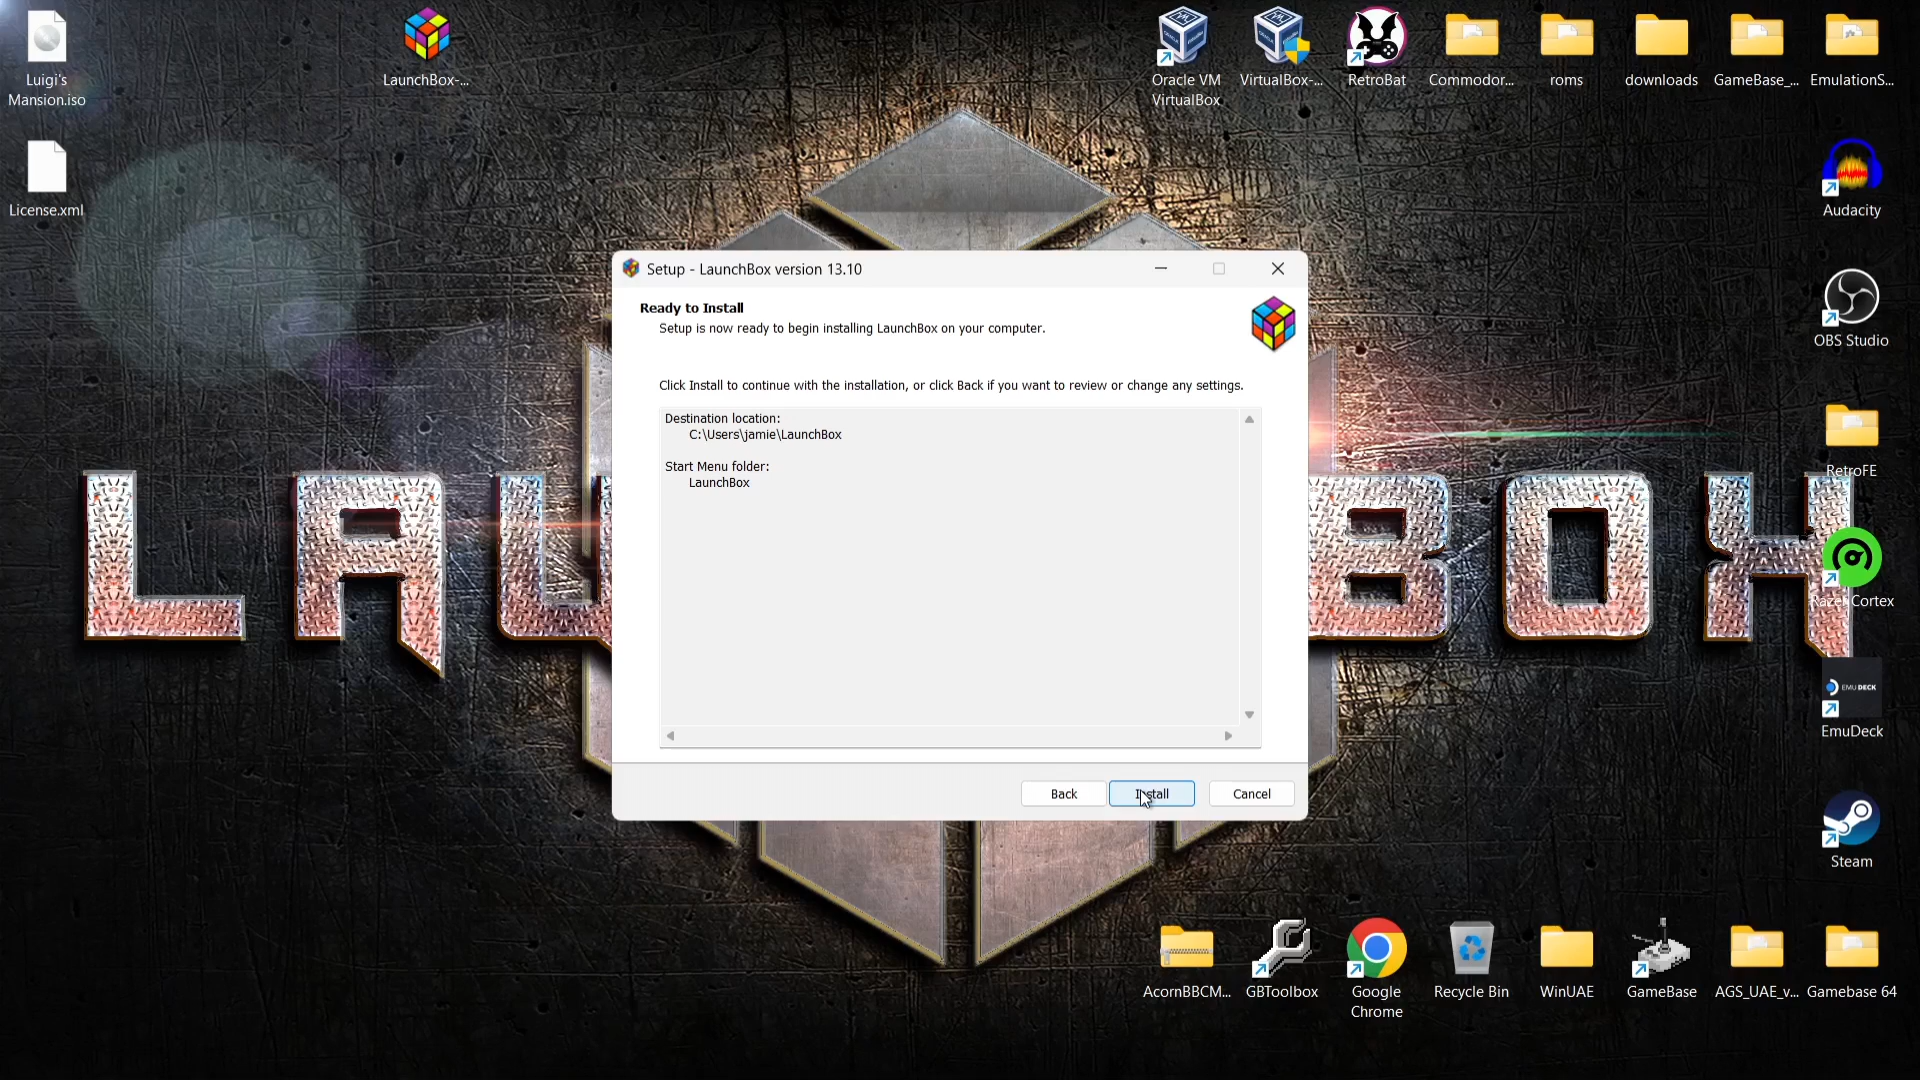 Luigi's
Mansion.iso
LaunchBox-...
Oracle VM
VirtualBox
VirtualBox-...
RetroBat
Commodor...
roms
downloads
GameBase_...
EmulationS...
License.xml
Audacity
OBS Studio
RetroFE
Razer Cortex
EMUDECK
EmuDeck
Steam
Setup - LaunchBox version 13.10
Ready to Install
Setup is now ready to begin installing LaunchBox on your computer.
Click Install to continue with the installation, or click Back if you want to review or change any settings.
Destination location:
C:\Users\jamie\LaunchBox
Start Menu folder:
LaunchBox
Back
Install
Cancel
L A U B O X
AcornBBCM...
GBToolbox
Google
Chrome
Recycle Bin
WinUAE
GameBase
AGS_UAE_v...
Gamebase 64